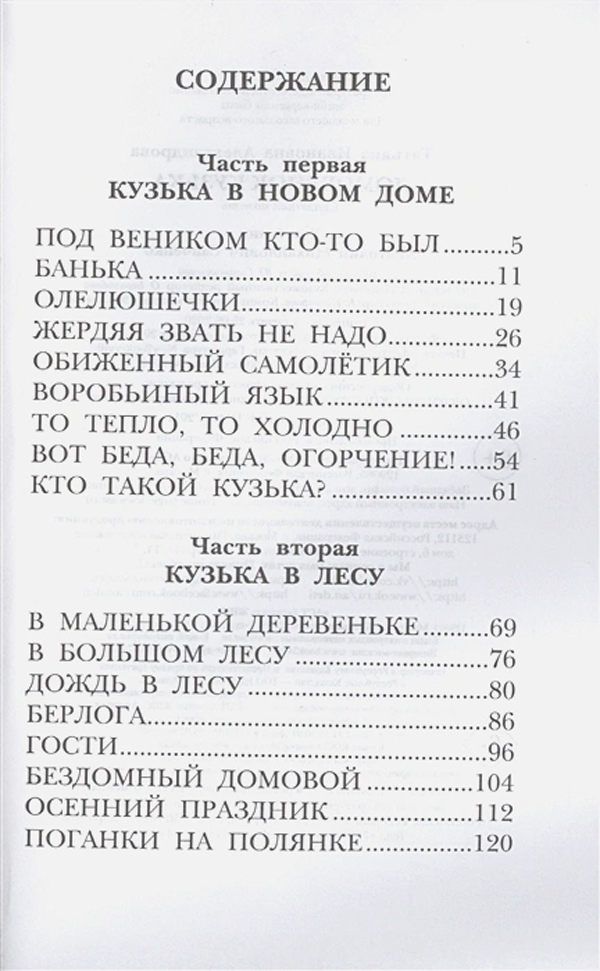 СОДЕРЖАНИЕ
Часть первая
КУЗЬКА В НОВОМ ДОМЕ
ПОД ВЕНИКОМ КТО-ТО БЫЛ..........5
БАНЬКА..........11
ОЛЕЛЮШЕЧКИ..........19
ЖЕРДЯЯ ЗВАТЬ НЕ НАДО..........26
ОБИЖЕННЫЙ САМОЛЁТИК..........34
ВОРОБЬИНЫЙ ЯЗЫК..........41
ТО ТЕПЛО, ТО ХОЛОДНО..........46
ВОТ БЕДА, БЕДА, ОГОРЧЕНИЕ!....54
КТО ТАКОЙ КУЗЬКА?..........61
Часть вторая
КУЗЬКА В ЛЕСУ
В МАЛЕНЬКОЙ ДЕРЕВЕНЬКЕ..........69
В БОЛЬШОМ ЛЕСУ..........76
ДОЖДЬ В ЛЕСУ..........80
БЕРЛОГА..........86
ГОСТИ..........96
БЕЗДОМНЫЙ ДОМОВОЙ..........104
ОСЕННИЙ ПРАЗДНИК..........112
ПОГАНКИ НА ПОЛЯНКЕ..........120